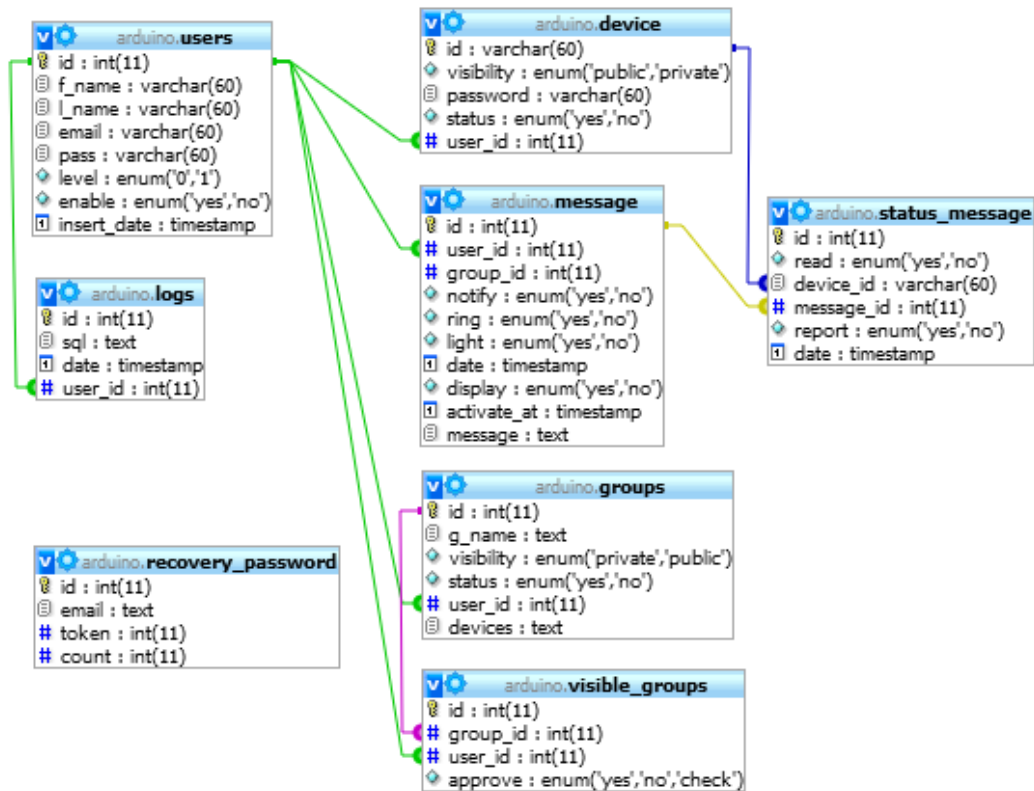 arduino.users
id : int(11)
f_name : varchar(60)
l_name : varchar(60)
email : varchar(60)
pass : varchar(60)
level : enum('0','1')
enable : enum('yes','no')
insert_date : timestamp
arduino.logs
id : int(11)
sql : text
date : timestamp
user_id : int(11)
arduino.recovery_password
id : int(11)
email : text
token : int(11)
count : int(11)
arduino.device
id : varchar(60)
visibility : enum('public','private')
password : varchar(60)
status : enum('yes','no')
user_id : int(11)
arduino.message
id : int(11)
user_id : int(11)
group_id : int(11)
notify : enum('yes','no')
ring : enum('yes','no')
light : enum('yes','no')
date : timestamp
display : enum('yes','no')
activate_at : timestamp
message : text
arduino.groups
id : int(11)
g_name : text
visibility : enum('private','public')
status : enum('yes','no')
user_id : int(11)
devices : text
arduino.visible_groups
id : int(11)
group_id : int(11)
user_id : int(11)
approve : enum('yes','no','check')
arduino.status_message
id : int(11)
read : enum('yes','no')
device_id : varchar(60)
message_id : int(11)
report : enum('yes','no')
date : timestamp